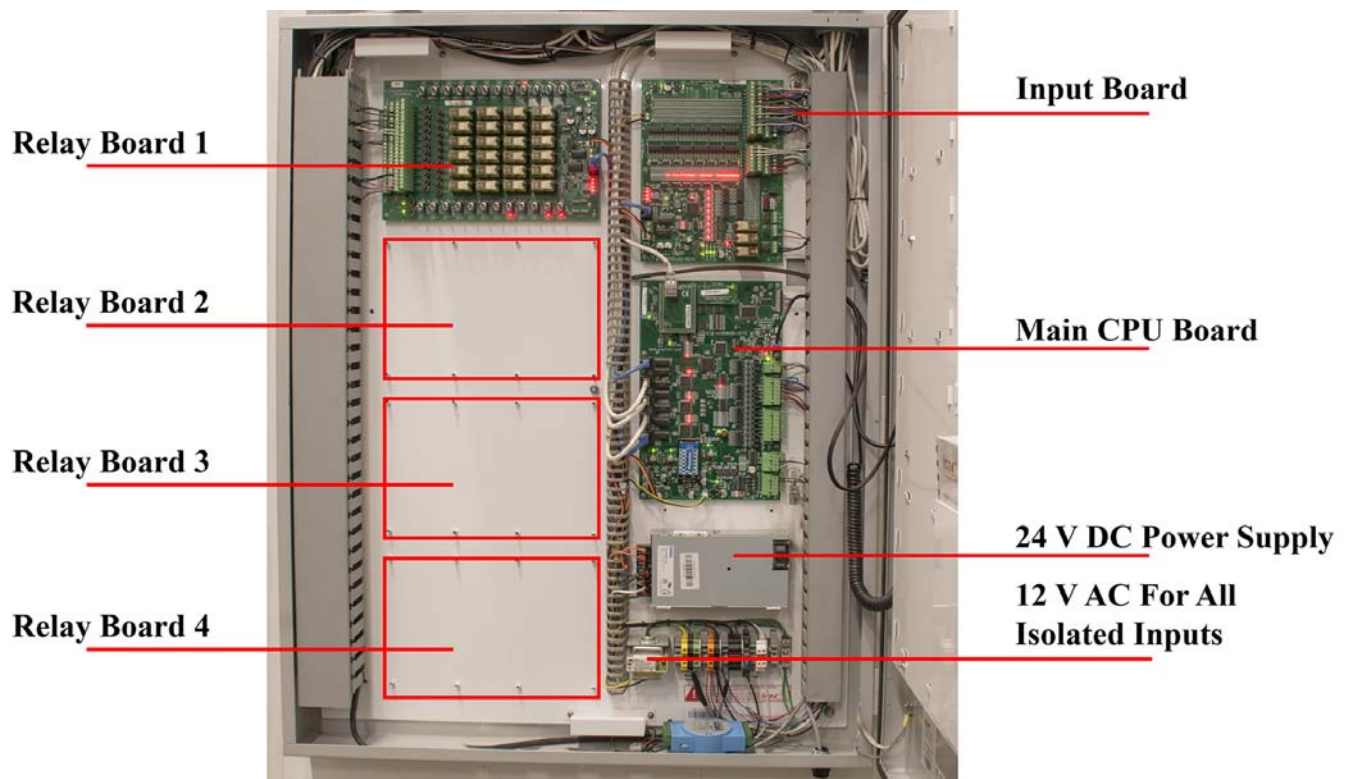 Relay Board 1
Relay Board 2
Relay Board 3
Relay Board 4
Input Board
Main CPU Board
24 V DC Power Supply
12 V AC For All
Isolated Inputs